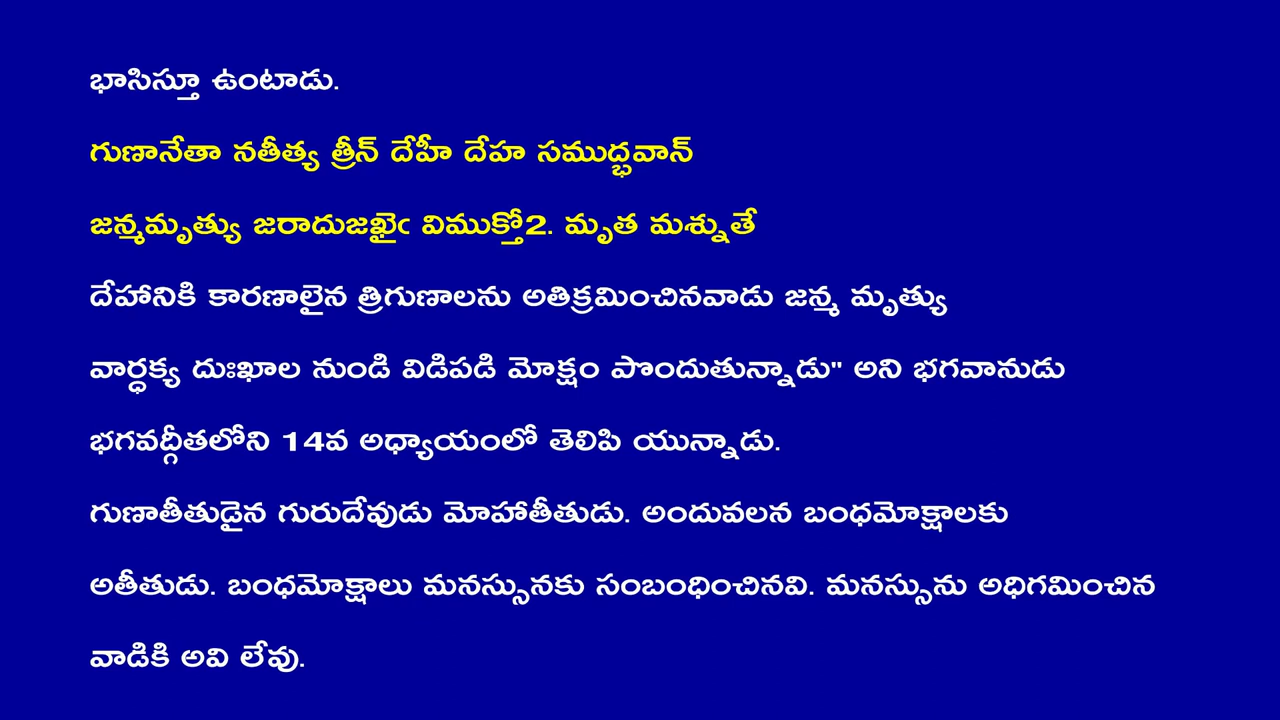 భాసిస్తూ ఉంటాడు.
గుణానేతా నతీత్య త్రీన్ దేహీ దేహ సముద్భవాన్
జన్మమృత్యు జరాదుజఖైఁ విముక్తో2. మృత మశ్నుతే
దేహానికి కారణాలైన త్రిగుణాలను అతిక్రమించినవాడు జన్మ మృత్యు
వార్ధక్య దుఃఖాల నుండి విడిపడి మోక్షం పొందుతున్నాడు" అని భగవానుడు
భగవద్గీతలోని 14వ అధ్యాయంలో తెలిపి యున్నాడు.
గుణాతీతుడైన గురుదేవుడు మోహాతీతుడు. అందువలన బంధమోక్షాలకు
అతీతుడు. బంధమోక్షాలు మనస్సునకు సంబంధించినవి. మనస్సును అధిగమించిన
వాడికి అవి లేవు.